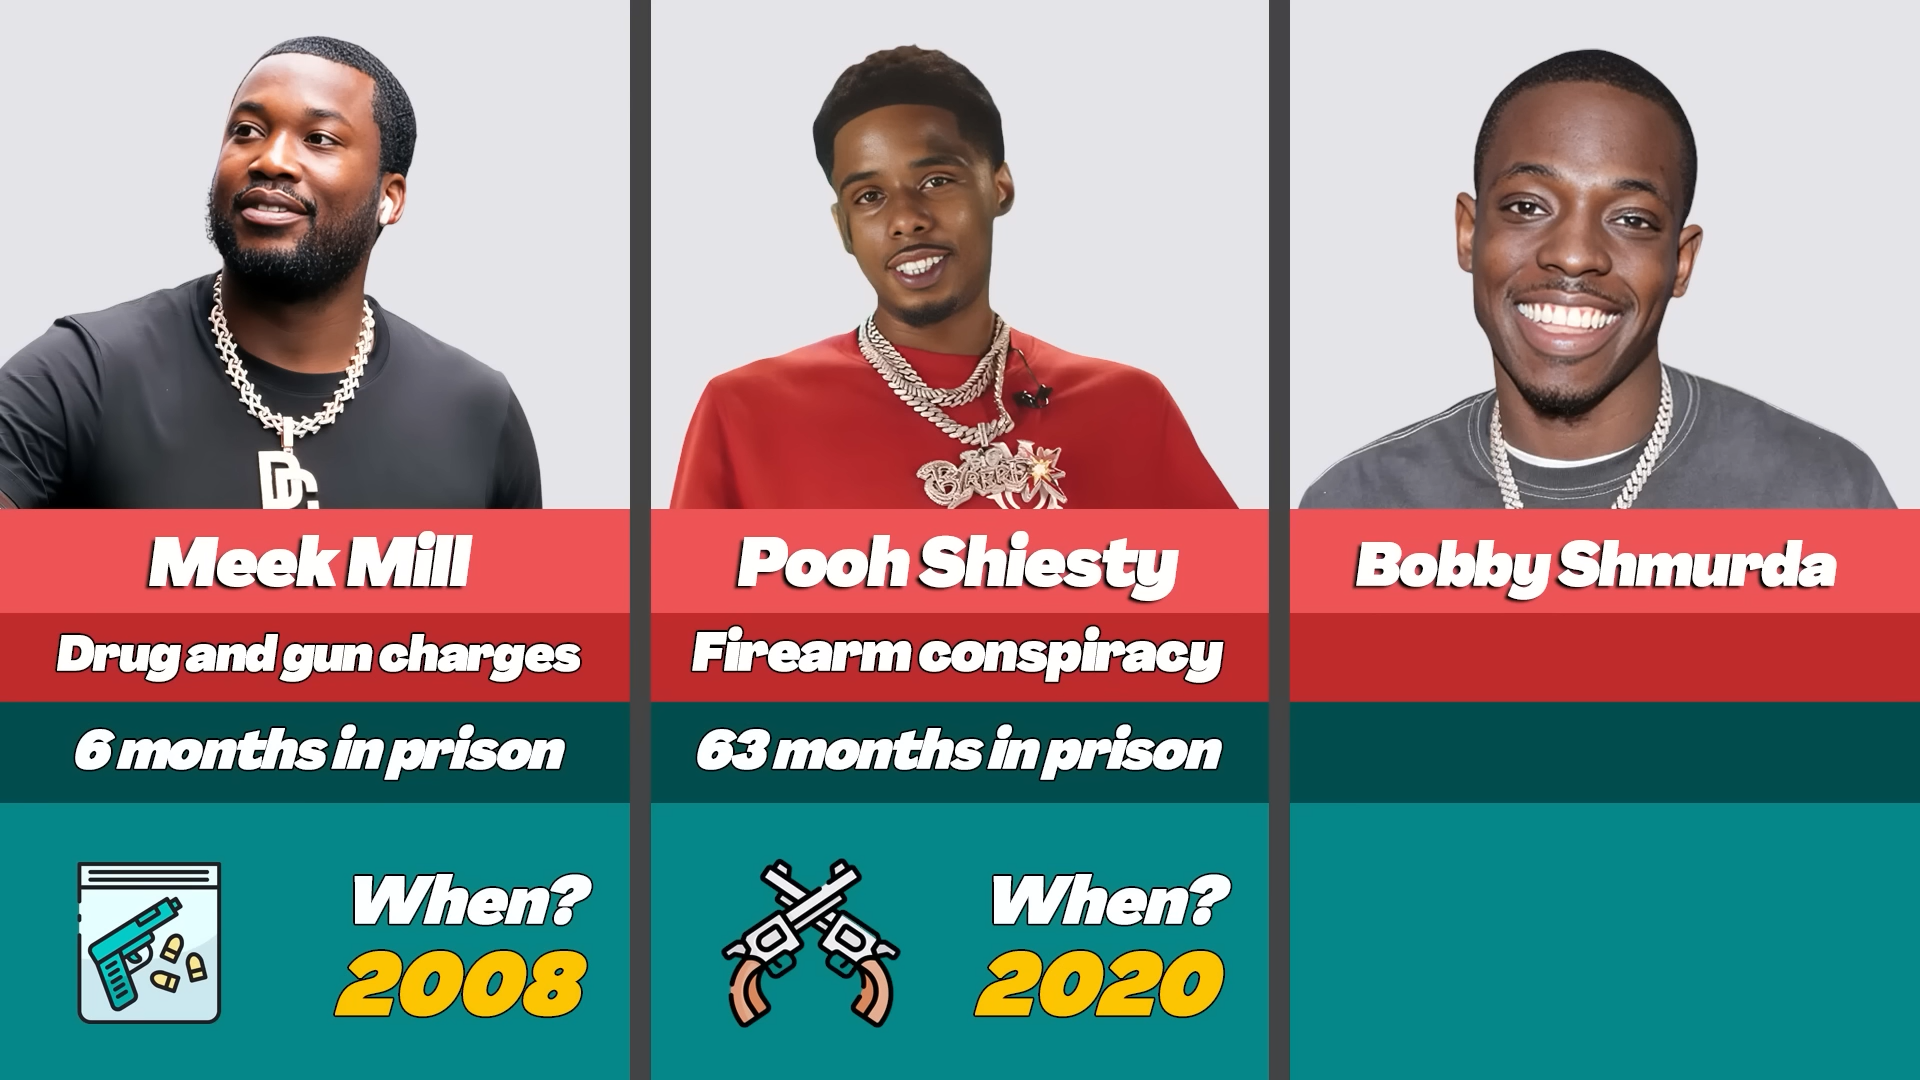 Meek Mill
Drug and gun charges
6 months in prison
When?
2008
Pooh Shiesty
Firearm conspiracy
63 months in prison
When?
2020
Bobby Shmurda